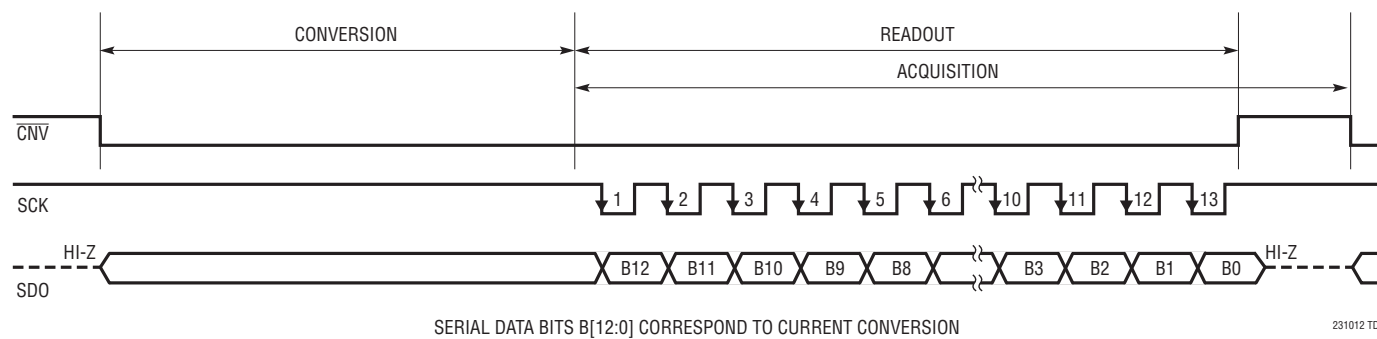 CONVERSION
READOUT
ACQUISITION
CNV
SCK
1 2 3 4 5 6 10 11 12 13
HI-Z
SDO
B12 B11 B10 B9 B8 B3 B2 B1 B0
HI-Z
SERIAL DATA BITS B[12:0] CORRESPOND TO CURRENT CONVERSION
231012 TD